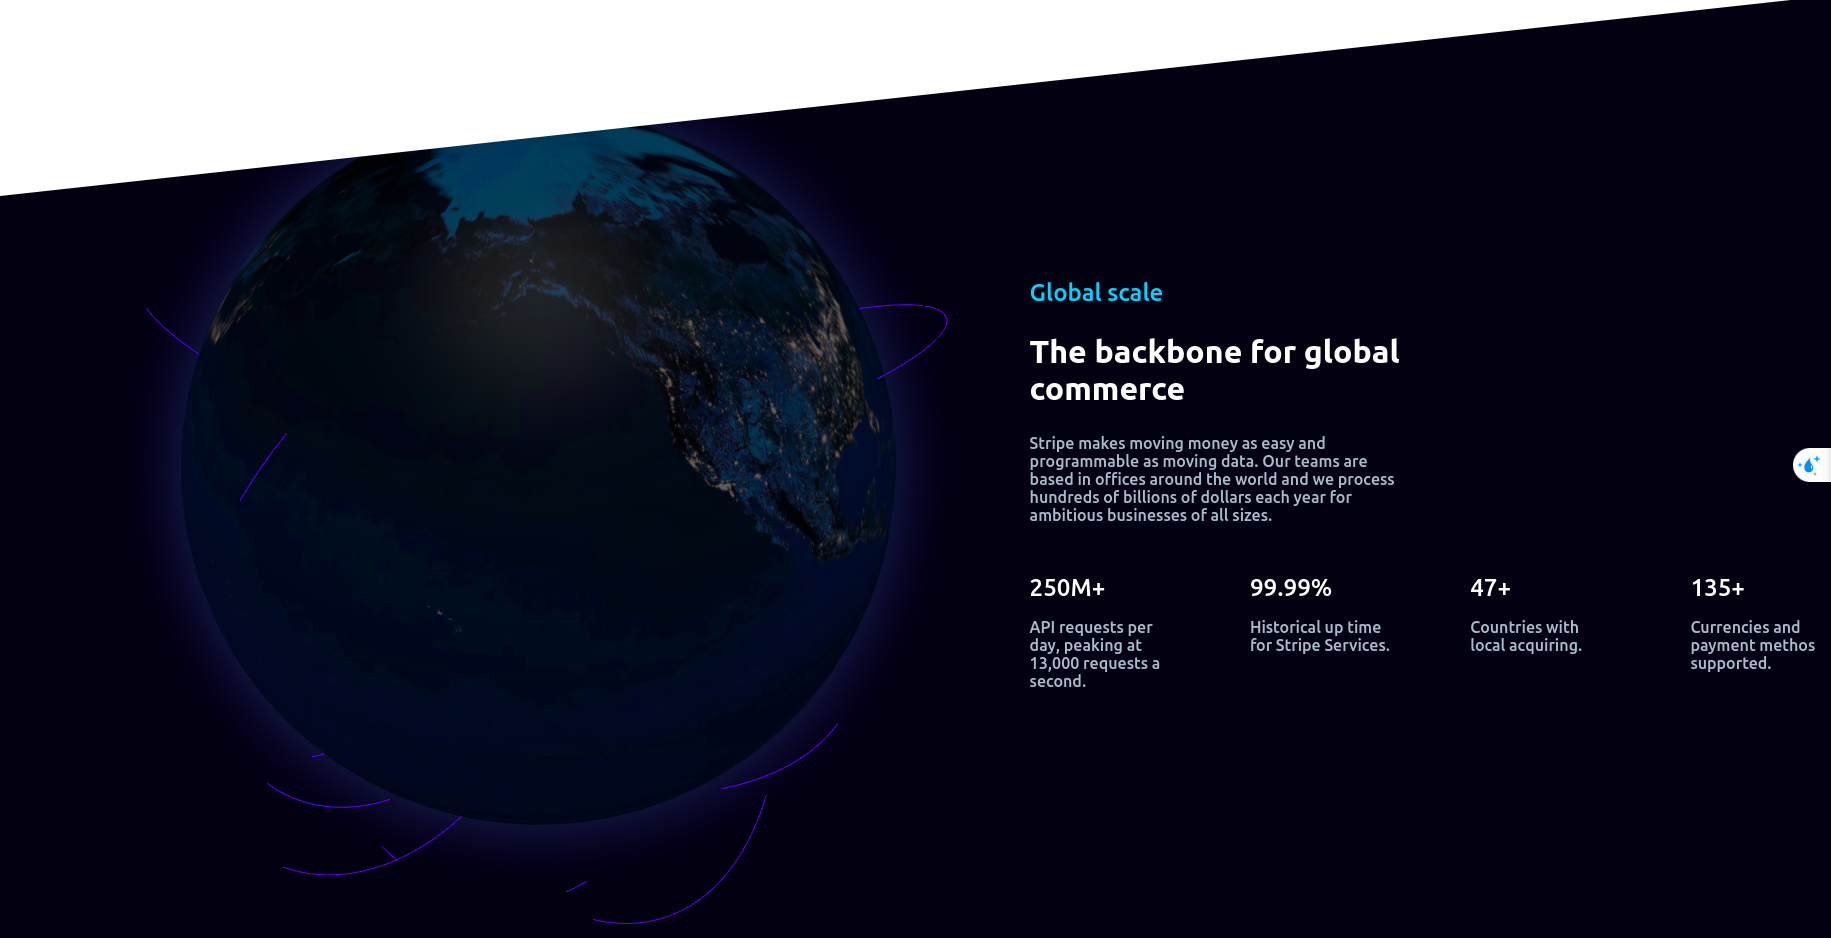 Global scale
The backbone for global
commerce
Stripe makes moving money as easy and
programmable as moving data. Our teams are
based in offices around the world and we process
hundreds of billions of dollars each year for
ambitious businesses of all sizes.
250M+
API requests per
day, peaking at
13,000 requests a
second.
99.99%
Historical up time
for Stripe Services.
47+
Countries with
local acquiring.
135+
Currencies and
payment methos
supported.